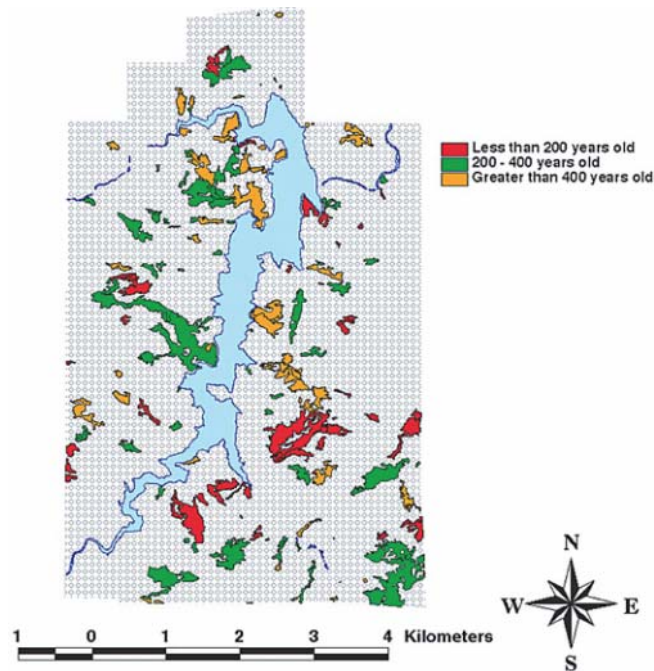 Less than 200 years old
200 - 400 years old
Greater than 400 years old
N
W E
S
1 0 1 2 3 4 Kilometers